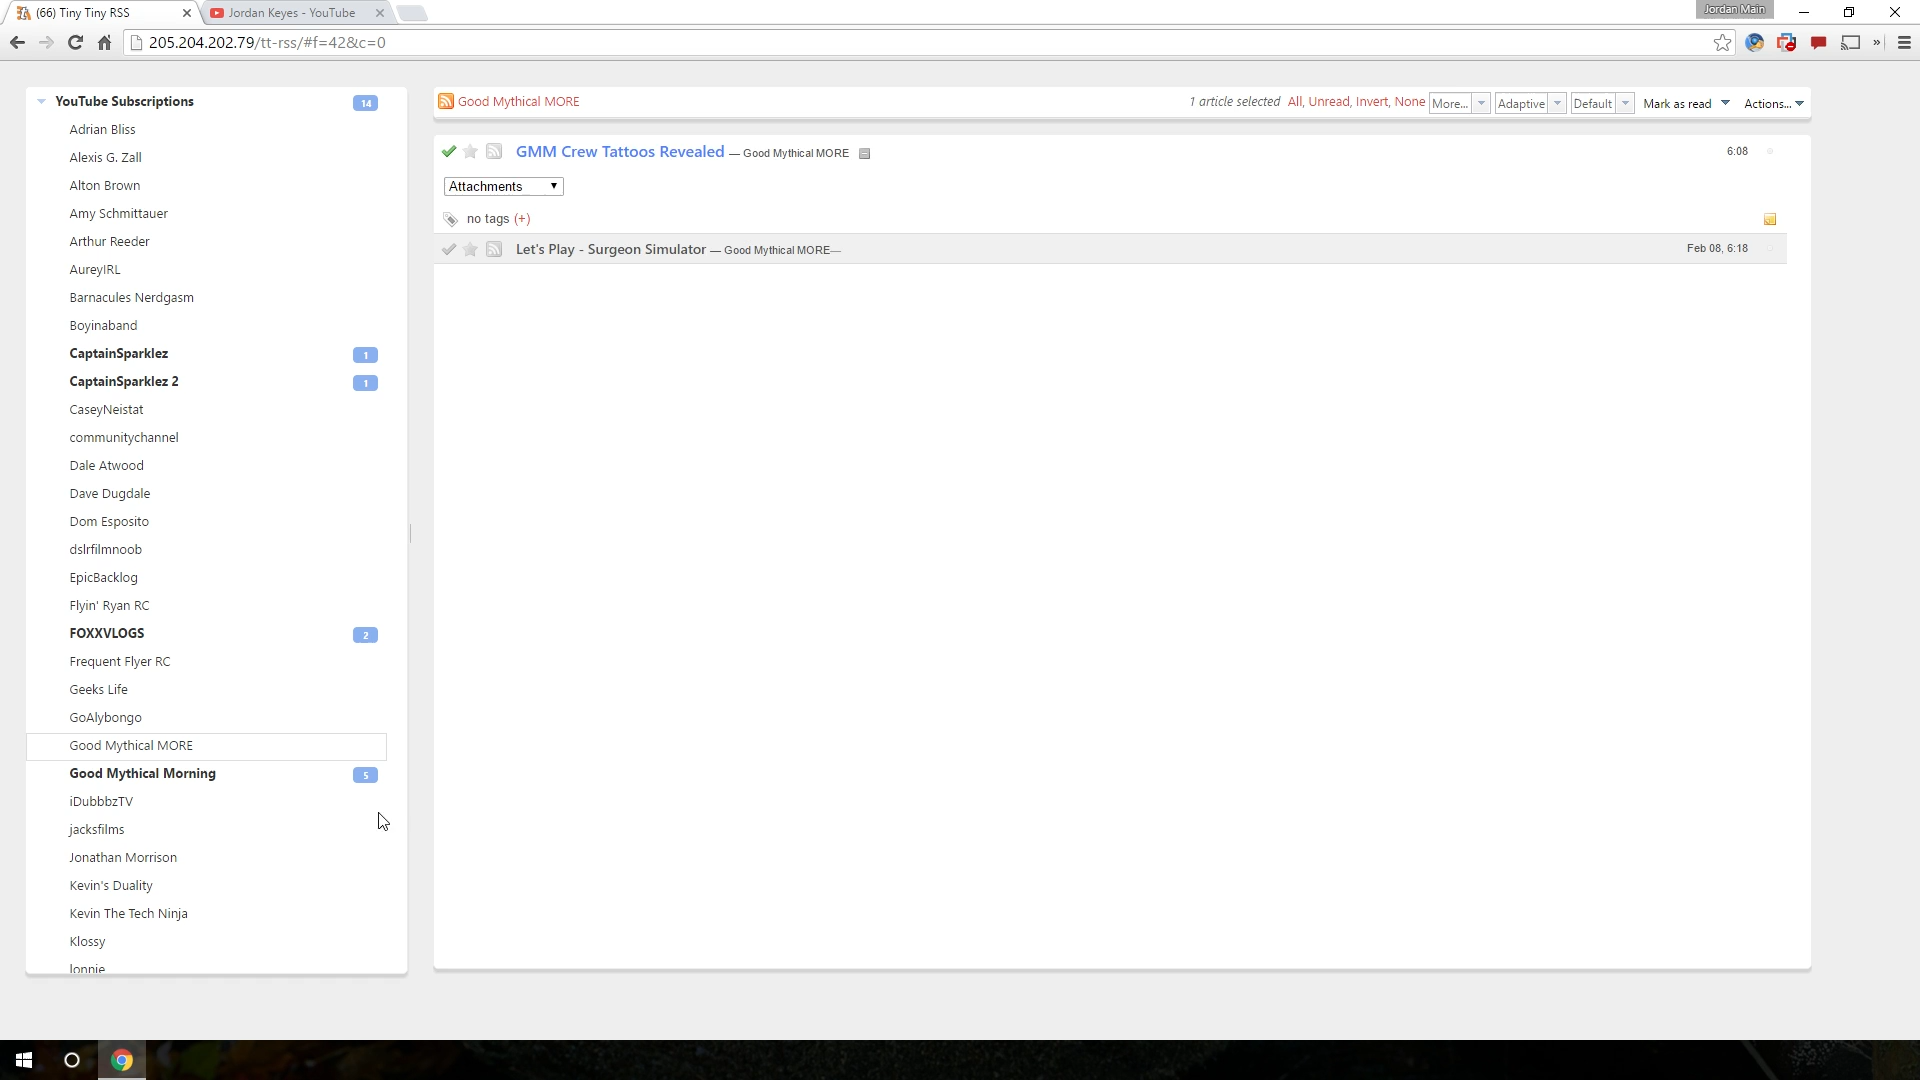 (66) Tiny Tiny RSS
Jordan Keyes - YouTube
Jordan Main
205.204.202.79/tt-rss/#f=42&c=0
»
YouTube Subscriptions 14
Adrian Bliss
Alexis G. Zall
Alton Brown
Amy Schmittauer
Arthur Reeder
AureyIRL
Barnacules Nerdgasm
Boyinaband
CaptainSparklez 1
CaptainSparklez 2 1
CaseyNeistat
communitychannel
Dale Atwood
Dave Dugdale
Dom Esposito
dslrfilmnoob
EpicBacklog
Flyin' Ryan RC
FOXXVLOGS 2
Frequent Flyer RC
Geeks Life
GoAlybongo
Good Mythical MORE
Good Mythical Morning 5
iDubbbzTV
jacksfilms
Jonathan Morrison
Kevin's Duality
Kevin The Tech Ninja
Klossy
lonnie
Good Mythical MORE
1 article selected All, Unread, Invert, None More... Adaptive Default Mark as read Actions...
GMM Crew Tattoos Revealed — Good Mythical MORE 6:08
Attachments
no tags (+)
Let's Play - Surgeon Simulator — Good Mythical MORE— Feb 08, 6:18